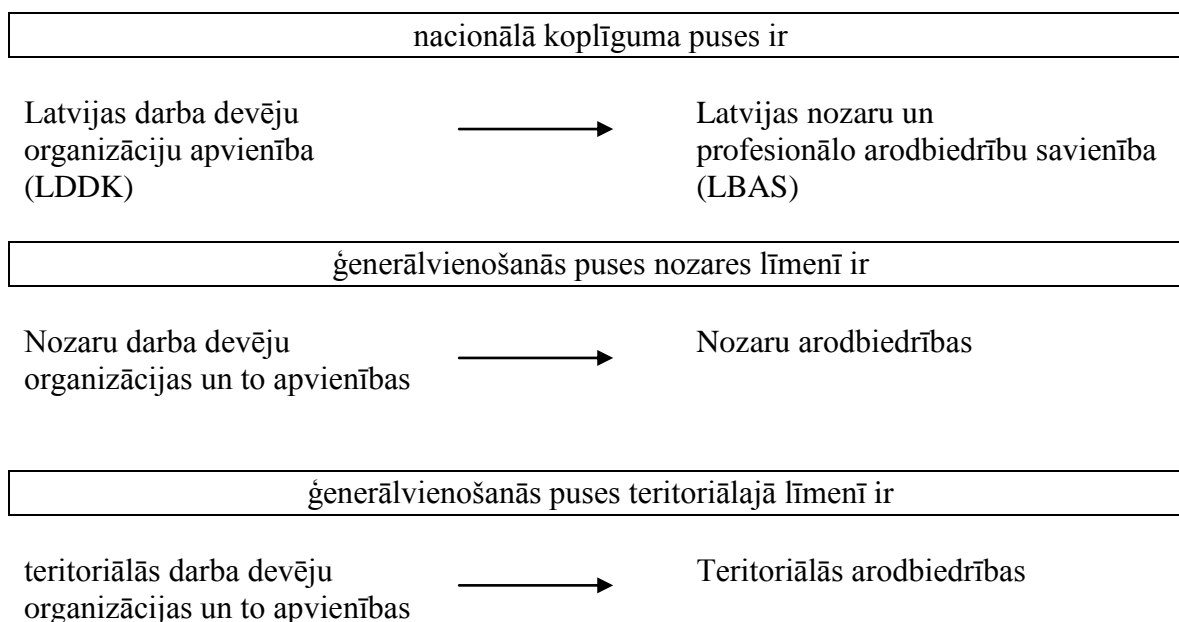 nacionālā koplīguma puses ir
Latvijas darba devēju
organizāciju apvienība
(LDDK)
Latvijas nozaru un
profesionālo arodbiedrību savienība
(LBAS)
ģenerālvienošanās puses nozares līmenī ir
Nozaru darba devēju
organizācijas un to apvienības
Nozaru arodbiedrības
ģenerālvienošanās puses teritoriālajā līmenī ir
teritoriālās darba devēju
organizācijas un to apvienības
Teritoriālās arodbiedrības